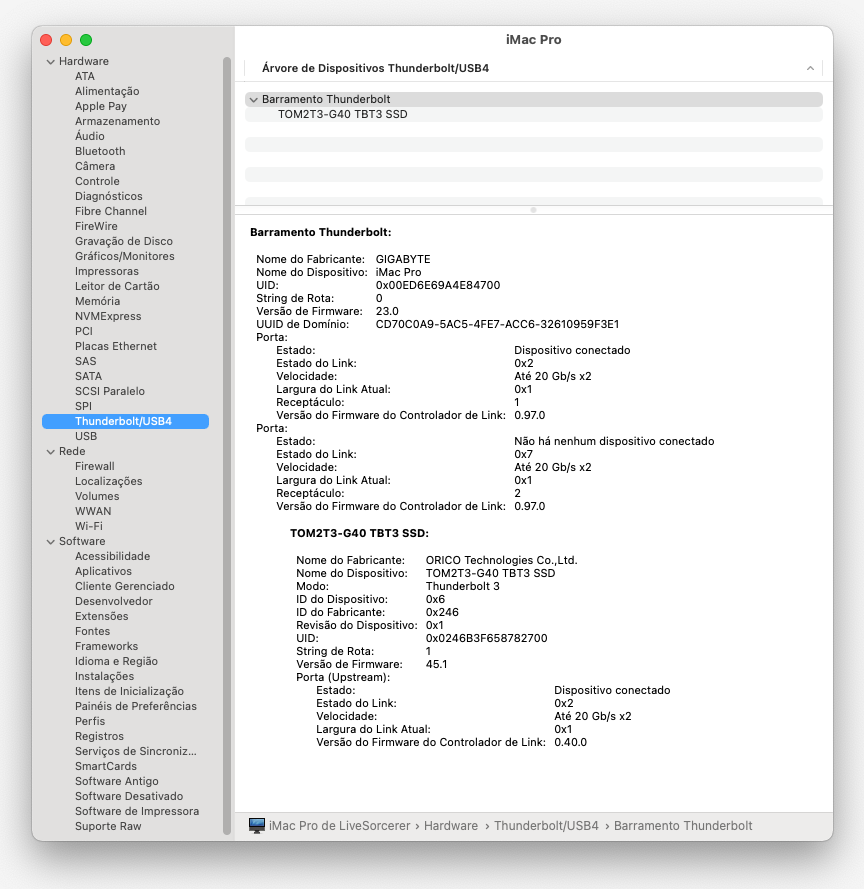 iMac Pro
Hardware
ATA
Alimentação
Apple Pay
Armazenamento
Áudio
Bluetooth
Câmera
Controle
Diagnósticos
Fibre Channel
FireWire
Gravação de Disco
Gráficos/Monitores
Impressoras
Leitor de Cartão
Memória
NVMExpress
PCI
Placas Ethernet
SAS
SATA
SCSI Paralelo
SPI
Thunderbolt/USB4
USB
Rede
Firewall
Localizações
Volumes
WWAN
Wi-Fi
Software
Acessibilidade
Aplicativos
Cliente Gerenciado
Desenvolvedor
Extensões
Fontes
Frameworks
Idioma e Região
Instalações
Itens de Inicialização
Painéis de Preferências
Perfis
Registros
Serviços de Sincroniz...
SmartCards
Software Antigo
Software Desativado
Software de Impressora
Suporte Raw
Árvore de Dispositivos Thunderbolt/USB4
Barramento Thunderbolt
TOM2T3-G40 TBT3 SSD
Barramento Thunderbolt:
Nome do Fabricante: GIGABYTE
Nome do Dispositivo: iMac Pro
UID: 0x00ED6E69A4E84700
String de Rota: 0
Versão de Firmware: 23.0
UUID de Domínio: CD70C0A9-5AC5-4FE7-ACC6-32610959F3E1
Porta:
Estado: Dispositivo conectado
Estado do Link: 0x2
Velocidade: Até 20 Gb/s x2
Largura do Link Atual: 0x1
Receptáculo: 1
Versão do Firmware do Controlador de Link: 0.97.0
Porta:
Estado: Não há nenhum dispositivo conectado
Estado do Link: 0x7
Velocidade: Até 20 Gb/s x2
Largura do Link Atual: 0x1
Receptáculo: 2
Versão do Firmware do Controlador de Link: 0.97.0
TOM2T3-G40 TBT3 SSD:
Nome do Fabricante: ORICO Technologies Co.,Ltd.
Nome do Dispositivo: TOM2T3-G40 TBT3 SSD
Modo: Thunderbolt 3
ID do Dispositivo: 0x6
ID do Fabricante: 0x246
Revisão do Dispositivo: 0x1
UID: 0x0246B3F658782700
String de Rota: 1
Versão de Firmware: 45.1
Porta (Upstream):
Estado: Dispositivo conectado
Estado do Link: 0x2
Velocidade: Até 20 Gb/s x2
Largura do Link Atual: 0x1
Versão do Firmware do Controlador de Link: 0.40.0
iMac Pro de LiveSorcerer › Hardware › Thunderbolt/USB4 › Barramento Thunderbolt